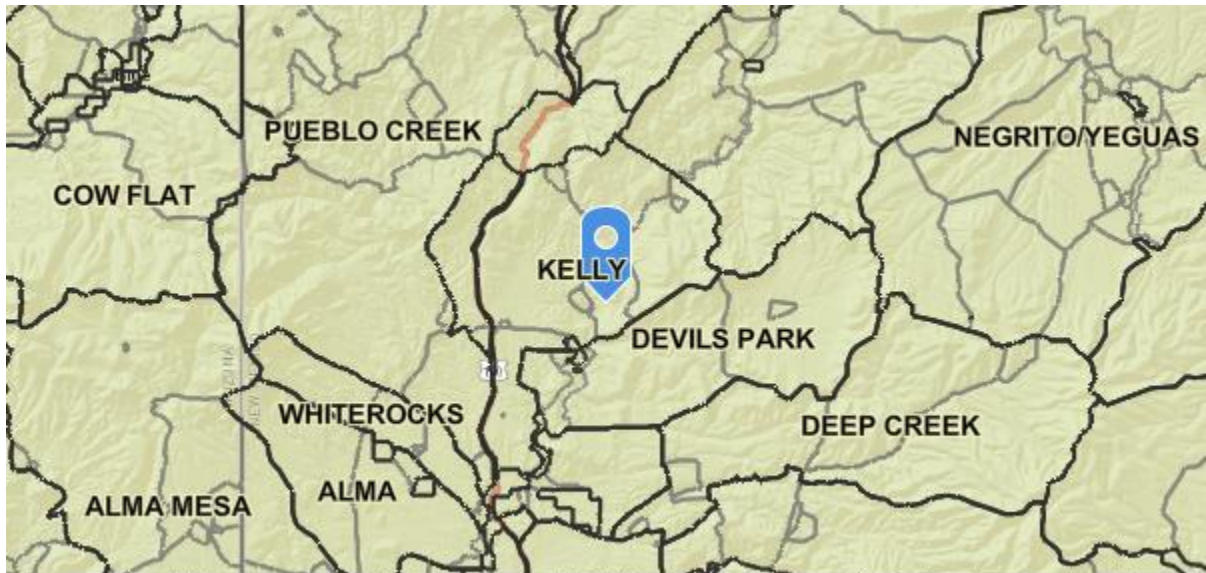 PUEBLO CREEK
NEGRITO/YEGUAS
COW FLAT
KELLY
DEVILS PARK
WHITEROCKS
DEEP CREEK
ALMA
ALMA MESA